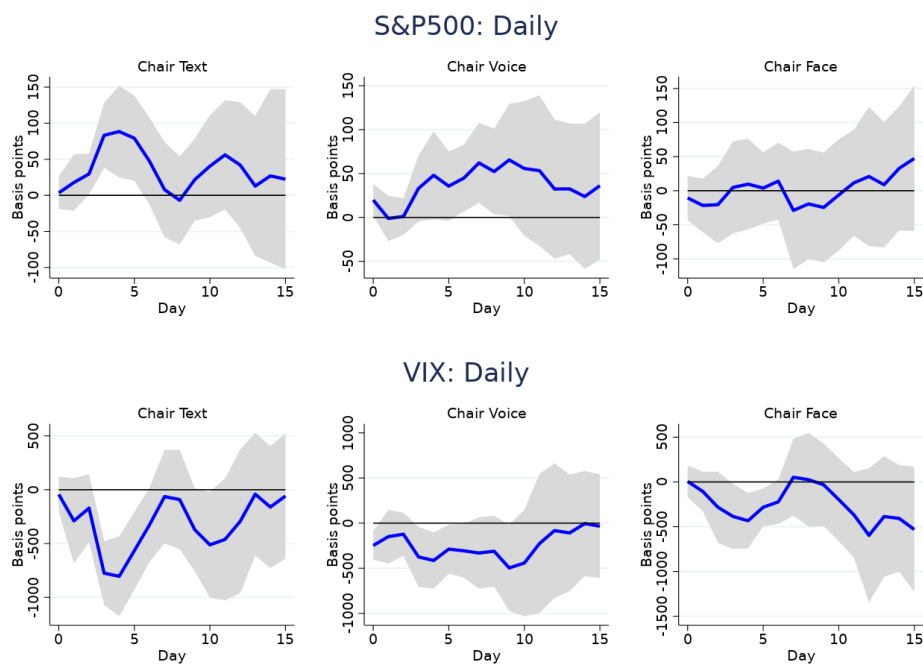 S&P500: Daily
Chair Text
Basis points
150
100
50
0
-50
-100
0 5 10 15
Day
Chair Voice
Basis points
150
100
50
0
-50
0 5 10 15
Day
Chair Face
Basis points
150
100
50
0
-50
-100
0 5 10 15
Day
VIX: Daily
Chair Text
Basis points
500
0
-500
-1000
0 5 10 15
Day
Chair Voice
Basis points
1000
500
0
-500
-1000
0 5 10 15
Day
Chair Face
Basis points
500
0
-500
-1000
-1500
0 5 10 15
Day